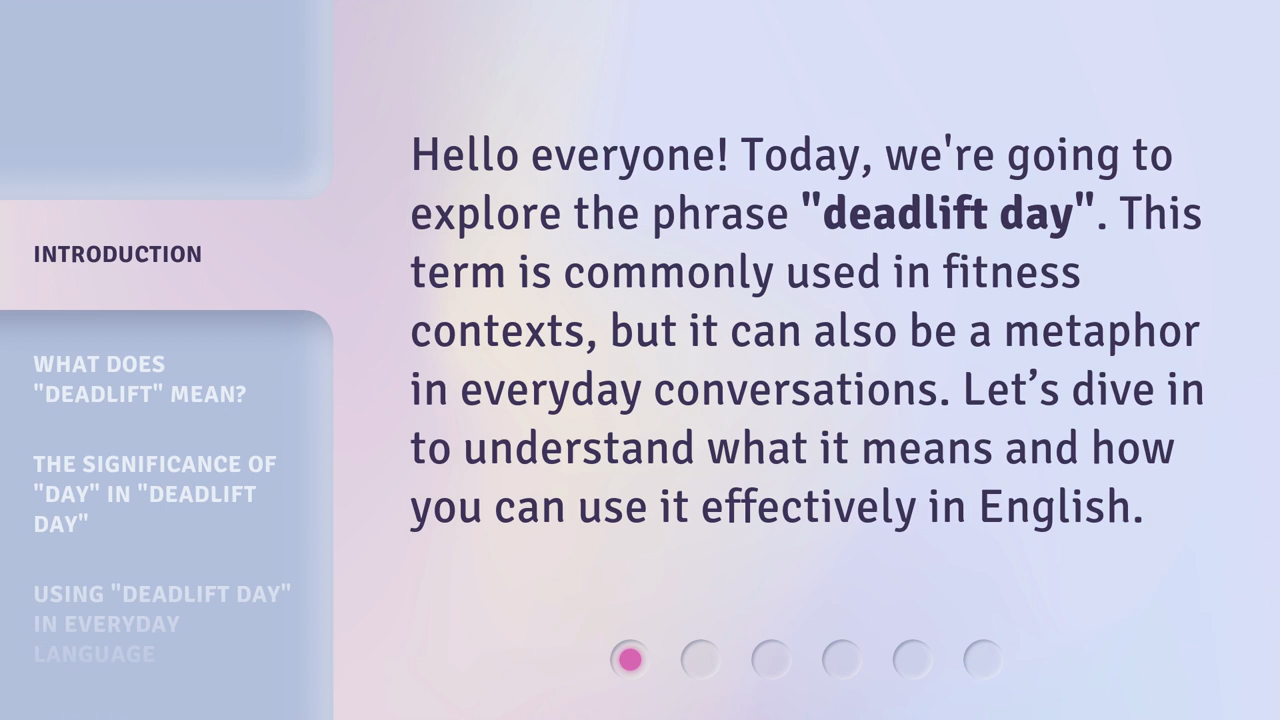 INTRODUCTION
WHAT DOES
"DEADLIFT" MEAN?
THE SIGNIFICANCE OF
"DAY" IN "DEADLIFT
DAY"
USING "DEADLIFT DAY"
IN EVERYDAY
LANGUAGE
Hello everyone! Today, we're going to
explore the phrase "deadlift day". This
term is commonly used in fitness
contexts, but it can also be a metaphor
in everyday conversations. Let’s dive in
to understand what it means and how
you can use it effectively in English.